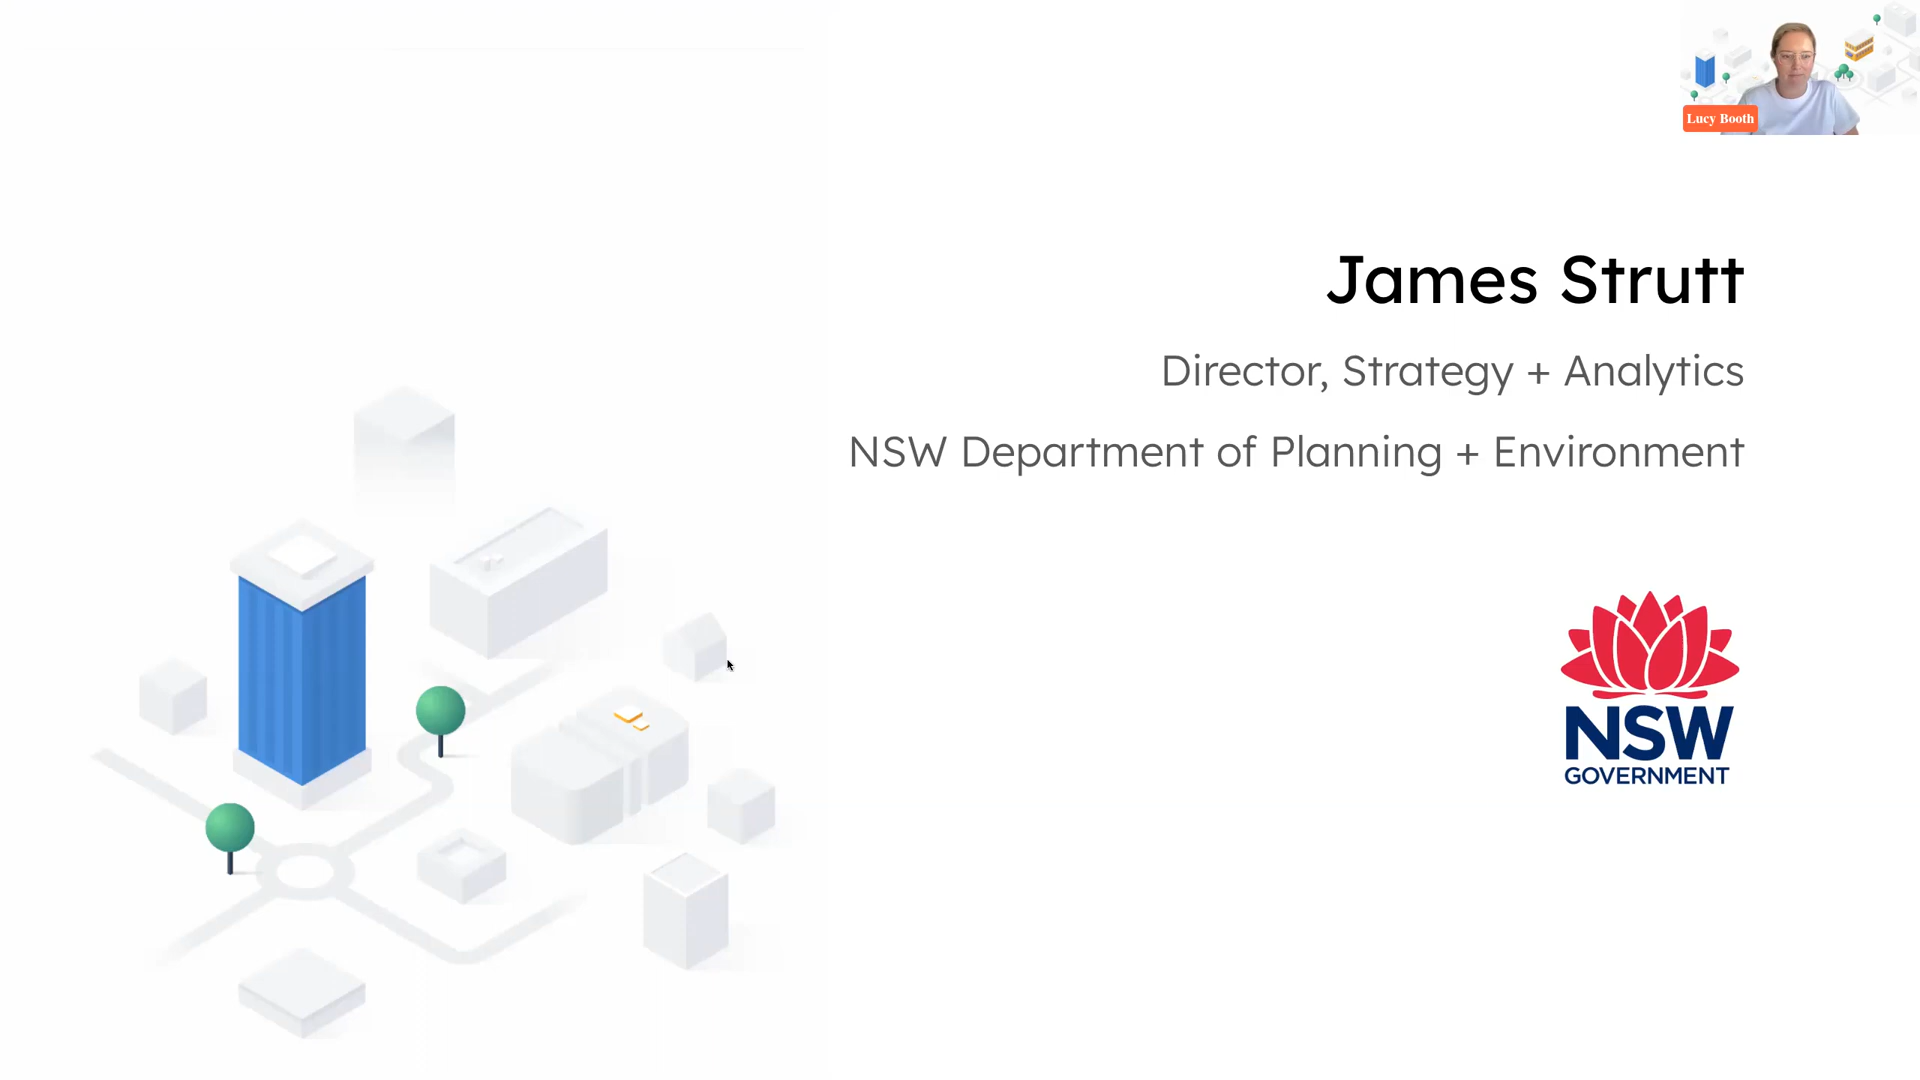 Lucy Booth
James Strutt
Director, Strategy + Analytics
NSW Department of Planning + Environment
NSW
GOVERNMENT